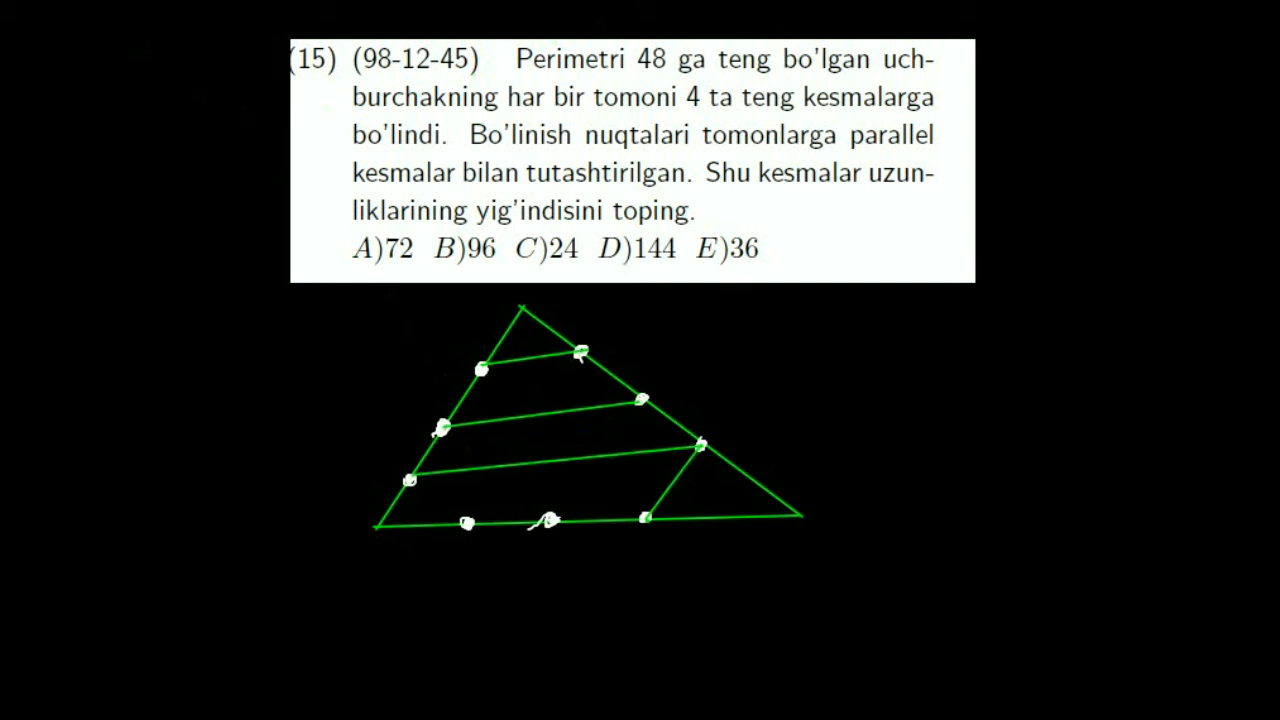 (15) (98-12-45) Perimetri 48 ga teng bo'lgan uch-
burchakning har bir tomoni 4 ta teng kesmalarga
bo'lindi. Bo'linish nuqtalari tomonlarga parallel
kesmalar bilan tutashtirilgan. Shu kesmalar uzun-
liklarining yig'indisini toping.
A)72 B)96 C)24 D)144 E)36